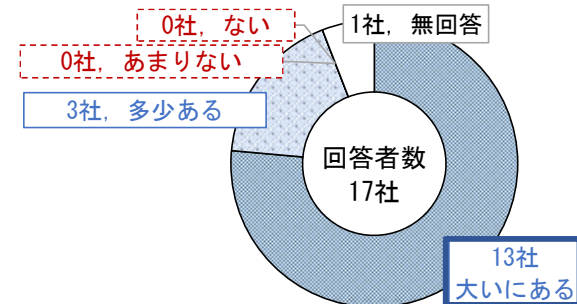 0社, ない
1社, 無回答
0社, あまりない
3社, 多少ある
回答者数
17社
13社
大いにある